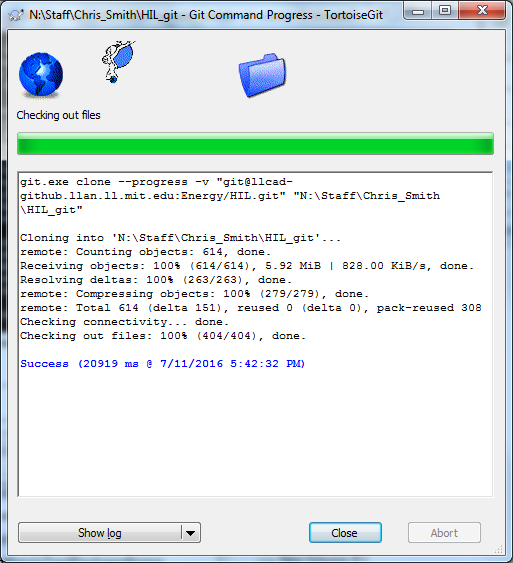 N:\Staff\Chris_Smith\HIL_git - Git Command Progress - TortoiseGit
Checking out files
git.exe clone --progress -v "git@llcad-
github.llan.ll.mit.edu:Energy/HIL.git" "N:\Staff\Chris_Smith
\HIL_git"
Cloning into 'N:\Staff\Chris_Smith\HIL_git'...
remote: Counting objects: 614, done.
Receiving objects: 100% (614/614), 5.92 MiB | 828.00 KiB/s, done.
Resolving deltas: 100% (263/263), done.
remote: Compressing objects: 100% (279/279), done.
remote: Total 614 (delta 151), reused 0 (delta 0), pack-reused 308
Checking connectivity... done.
Checking out files: 100% (404/404), done.
Success (20919 ms @ 7/11/2016 5:42:32 PM)
Show log
Close
Abort